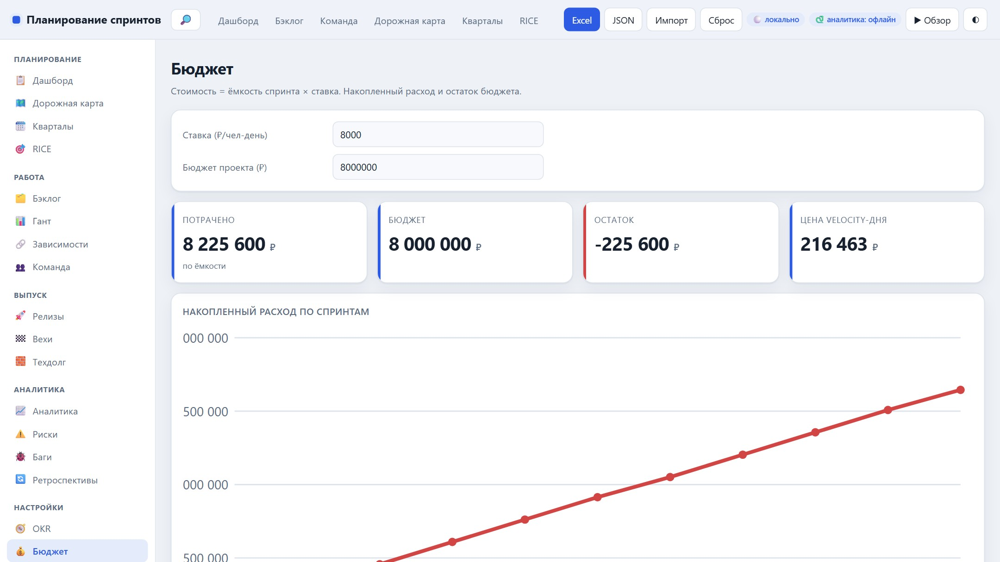 Планирование спринтов
Дашборд
Бэклог
Команда
Дорожная карта
Кварталы
RICE
Excel
JSON
Импорт
Сброс
локально
аналитика: офлайн
▶ Обзор
ПЛАНИРОВАНИЕ
Дашборд
Дорожная карта
Кварталы
RICE
РАБОТА
Бэклог
Гант
Зависимости
Команда
ВЫПУСК
Релизы
Вехи
Техдолг
АНАЛИТИКА
Аналитика
Риски
Баги
Ретроспективы
НАСТРОЙКИ
OKR
Бюджет
Бюджет
Стоимость = ёмкость спринта × ставка. Накопленный расход и остаток бюджета.
Ставка (₽/чел-день)
8000
Бюджет проекта (₽)
8000000
ПОТРАЧЕНО
8 225 600 ₽
по ёмкости
БЮДЖЕТ
8 000 000 ₽
ОСТАТОК
-225 600 ₽
ЦЕНА VELOCITY-ДНЯ
216 463 ₽
НАКОПЛЕННЫЙ РАСХОД ПО СПРИНТАМ
000 000
500 000
000 000
500 000